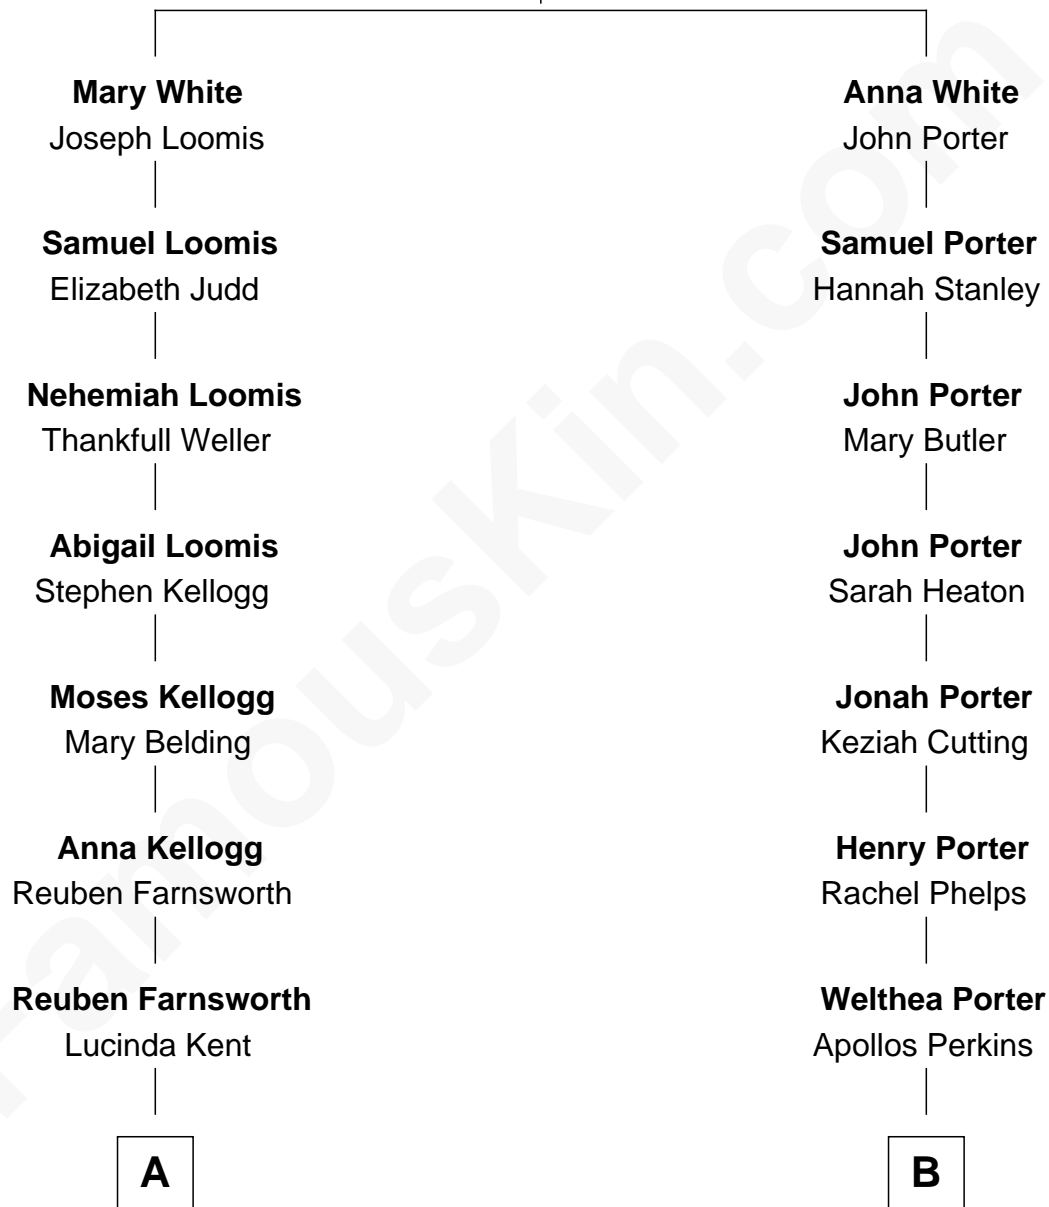 Mary White
Joseph Loomis
Samuel Loomis
Elizabeth Judd
Nehemiah Loomis
Thankfull Weller
Abigail Loomis
Stephen Kellogg
Moses Kellogg
Mary Belding
Anna Kellogg
Reuben Farnsworth
Reuben Farnsworth
Lucinda Kent
A
Anna White
John Porter
Samuel Porter
Hannah Stanley
John Porter
Mary Butler
John Porter
Sarah Heaton
Jonah Porter
Keziah Cutting
Henry Porter
Rachel Phelps
Welthea Porter
Apollos Perkins
B
FamousKin.com